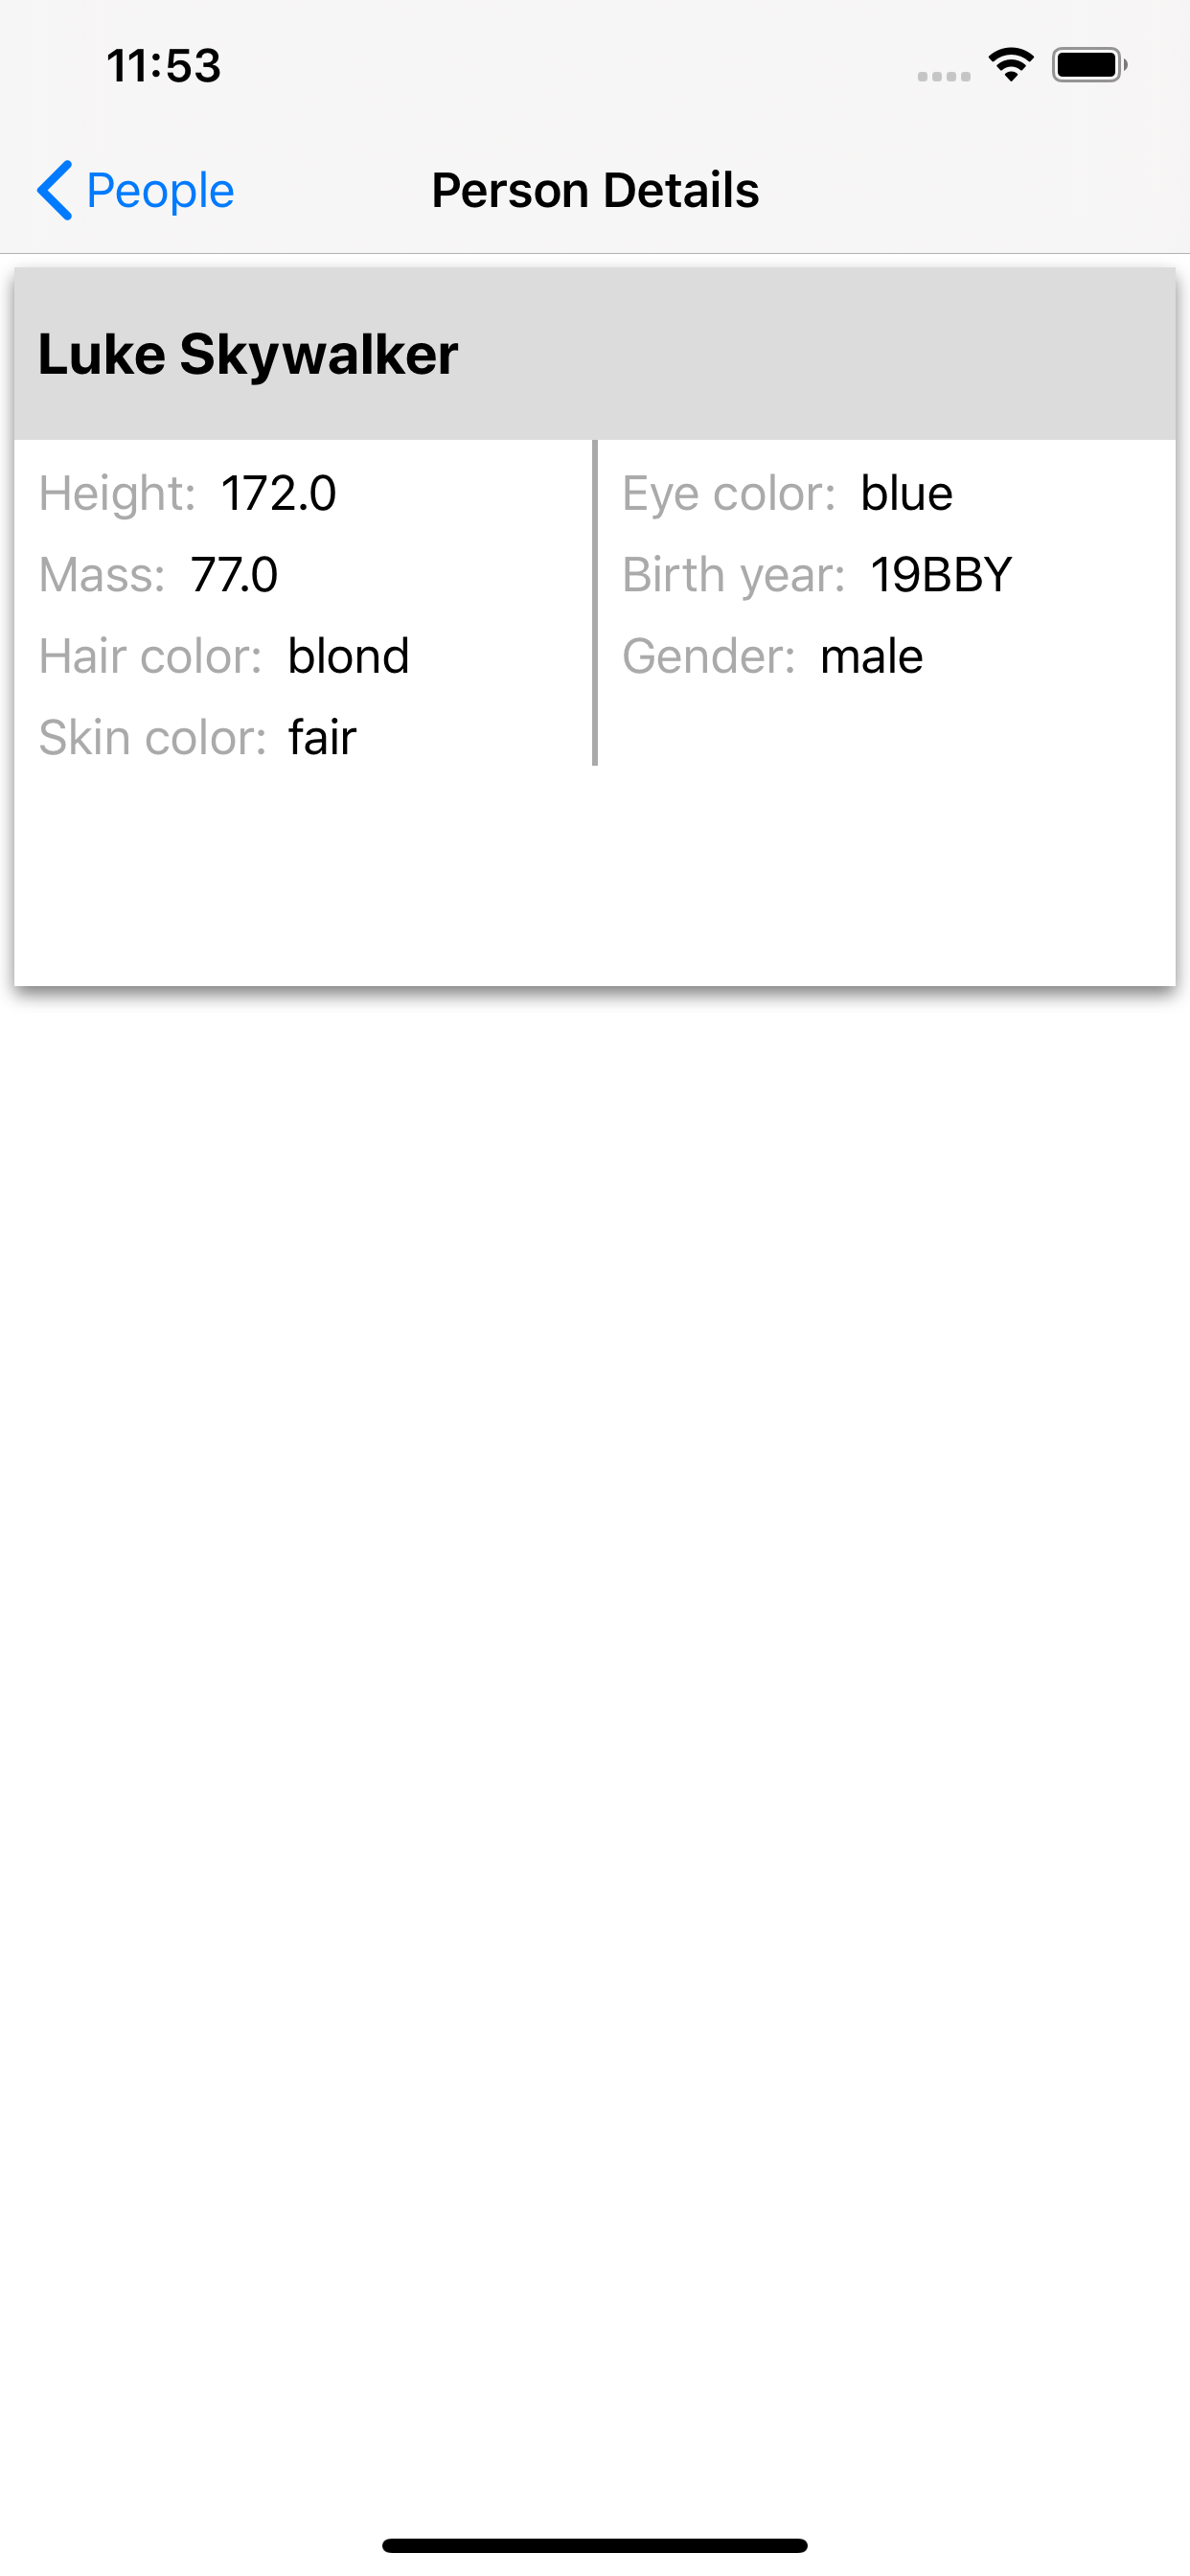 11:53
People
Person Details
Luke Skywalker
Height: 172.0
Mass: 77.0
Hair color: blond
Skin color: fair
Eye color: blue
Birth year: 19BBY
Gender: male